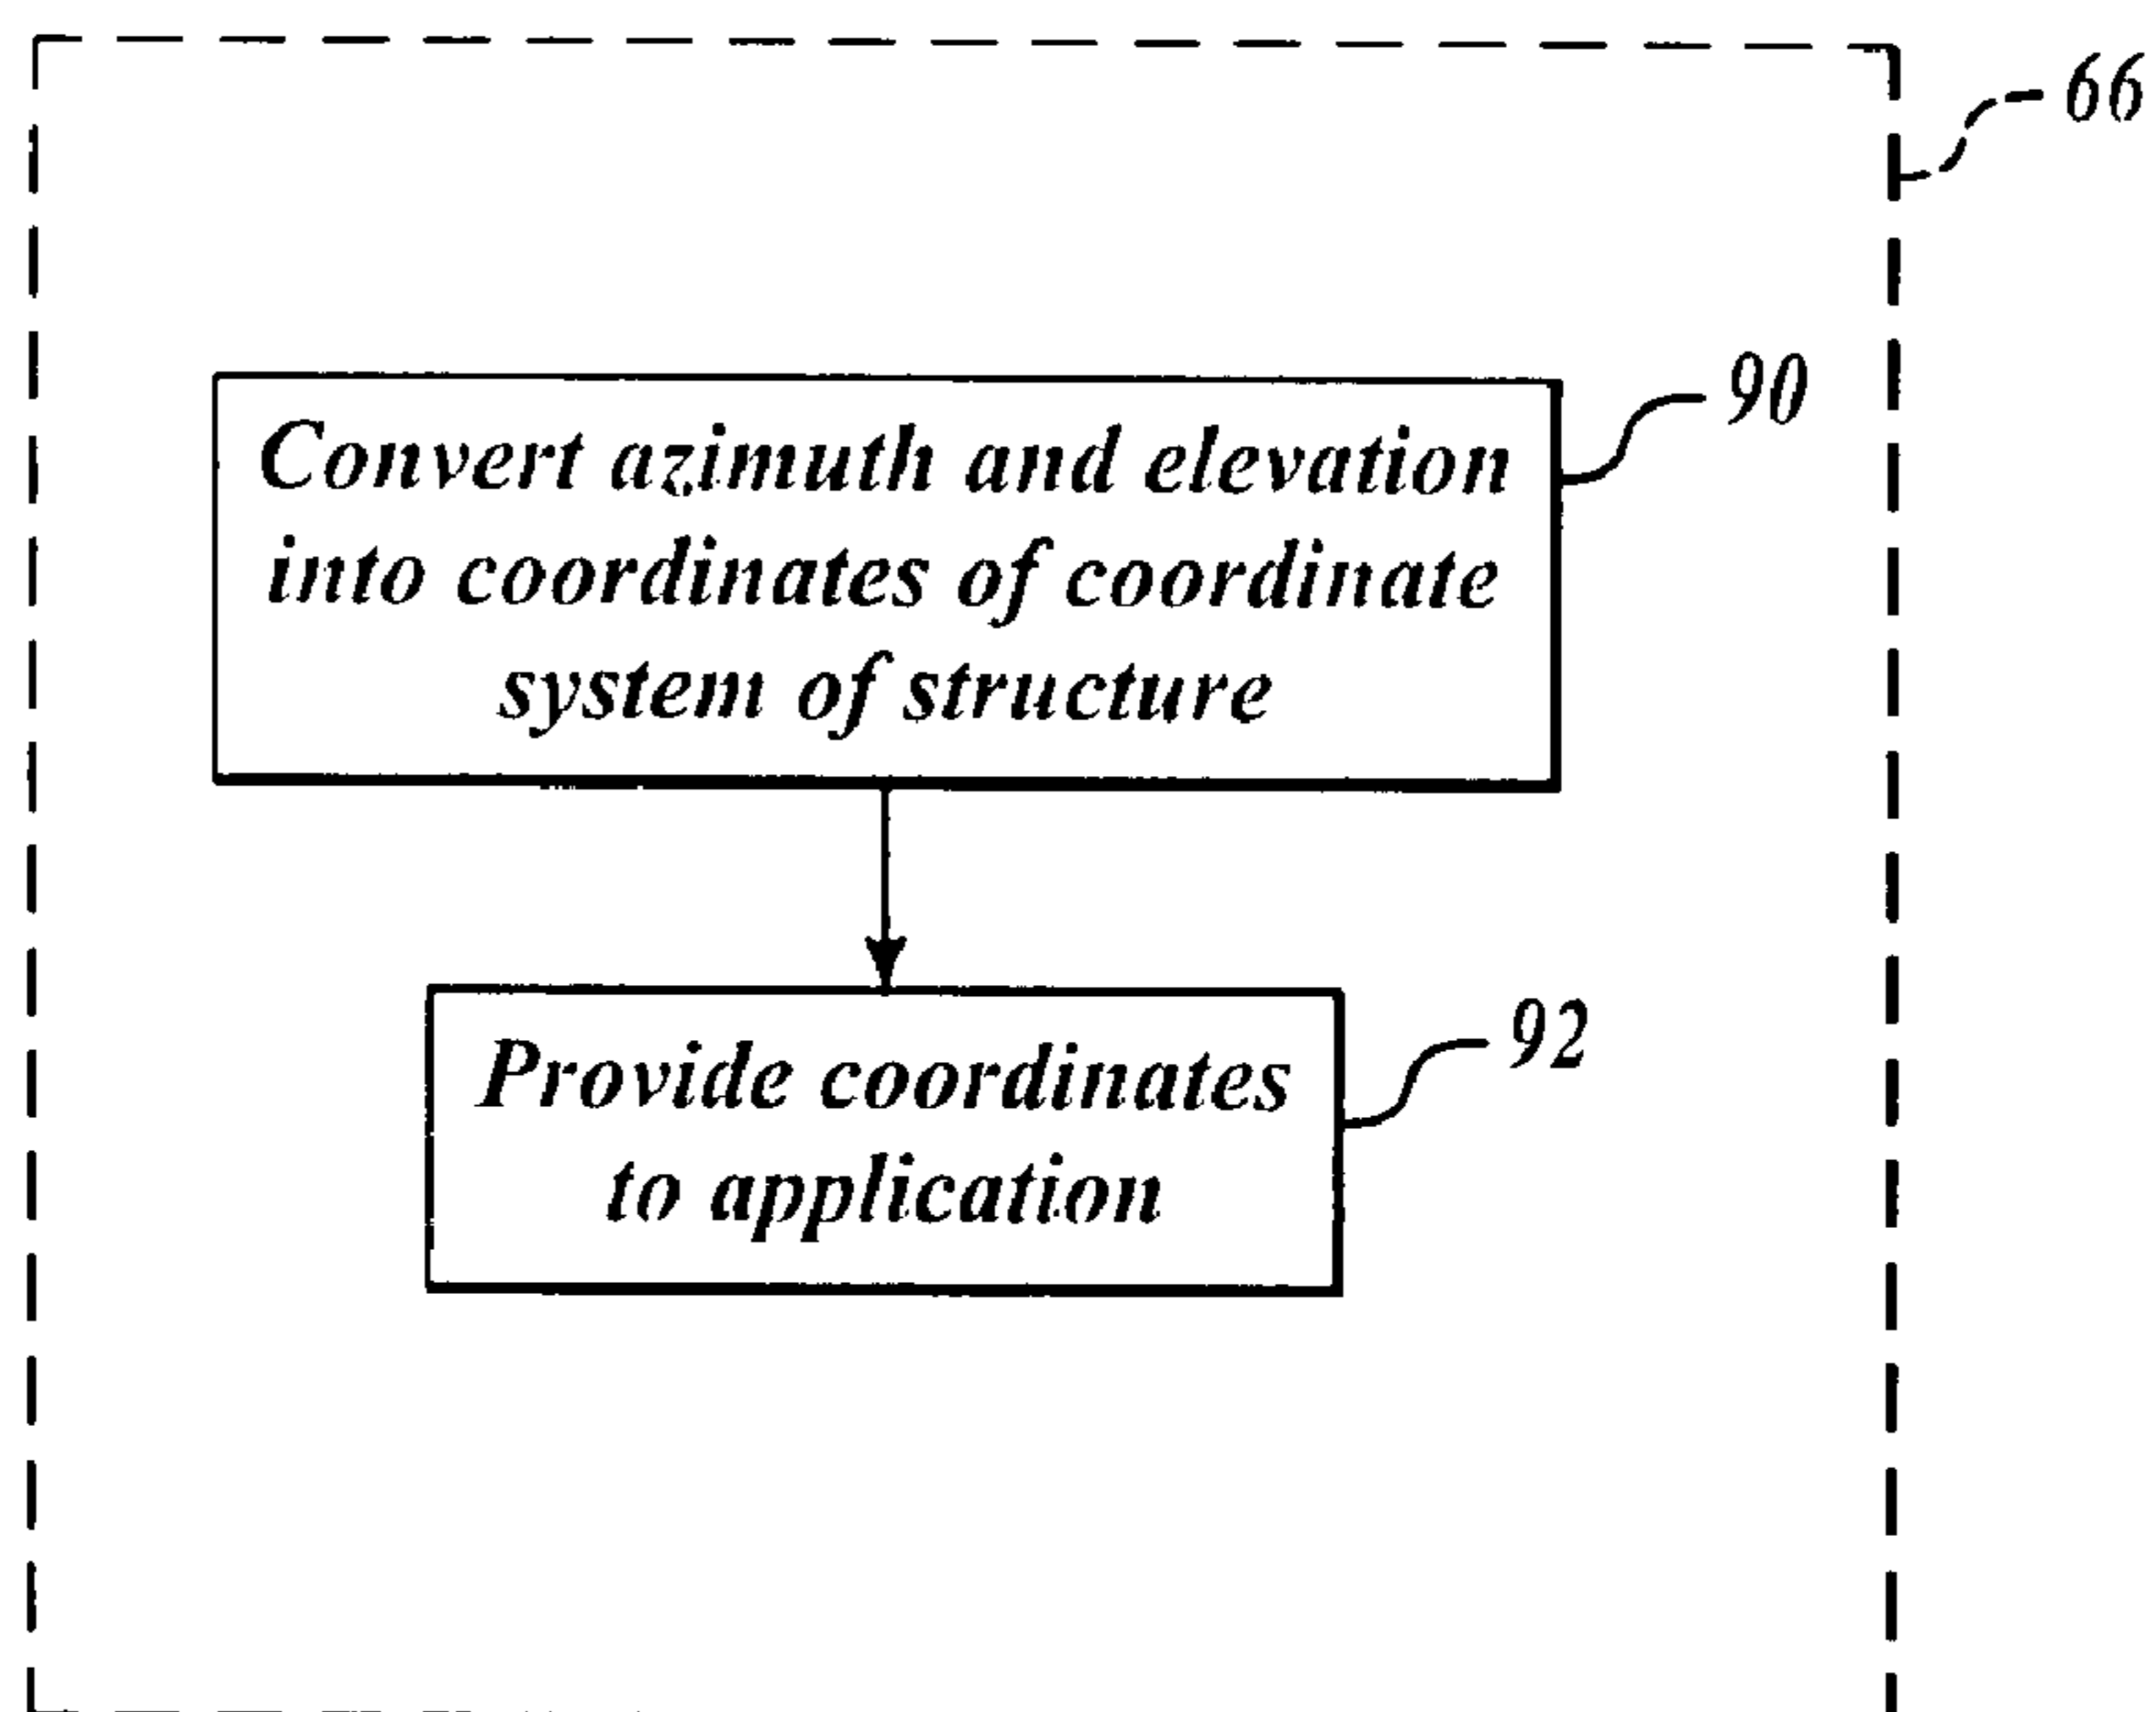 66
90
Convert azimuth and elevation
into coordinates of coordinate
system of structure
92
Provide coordinates
to application